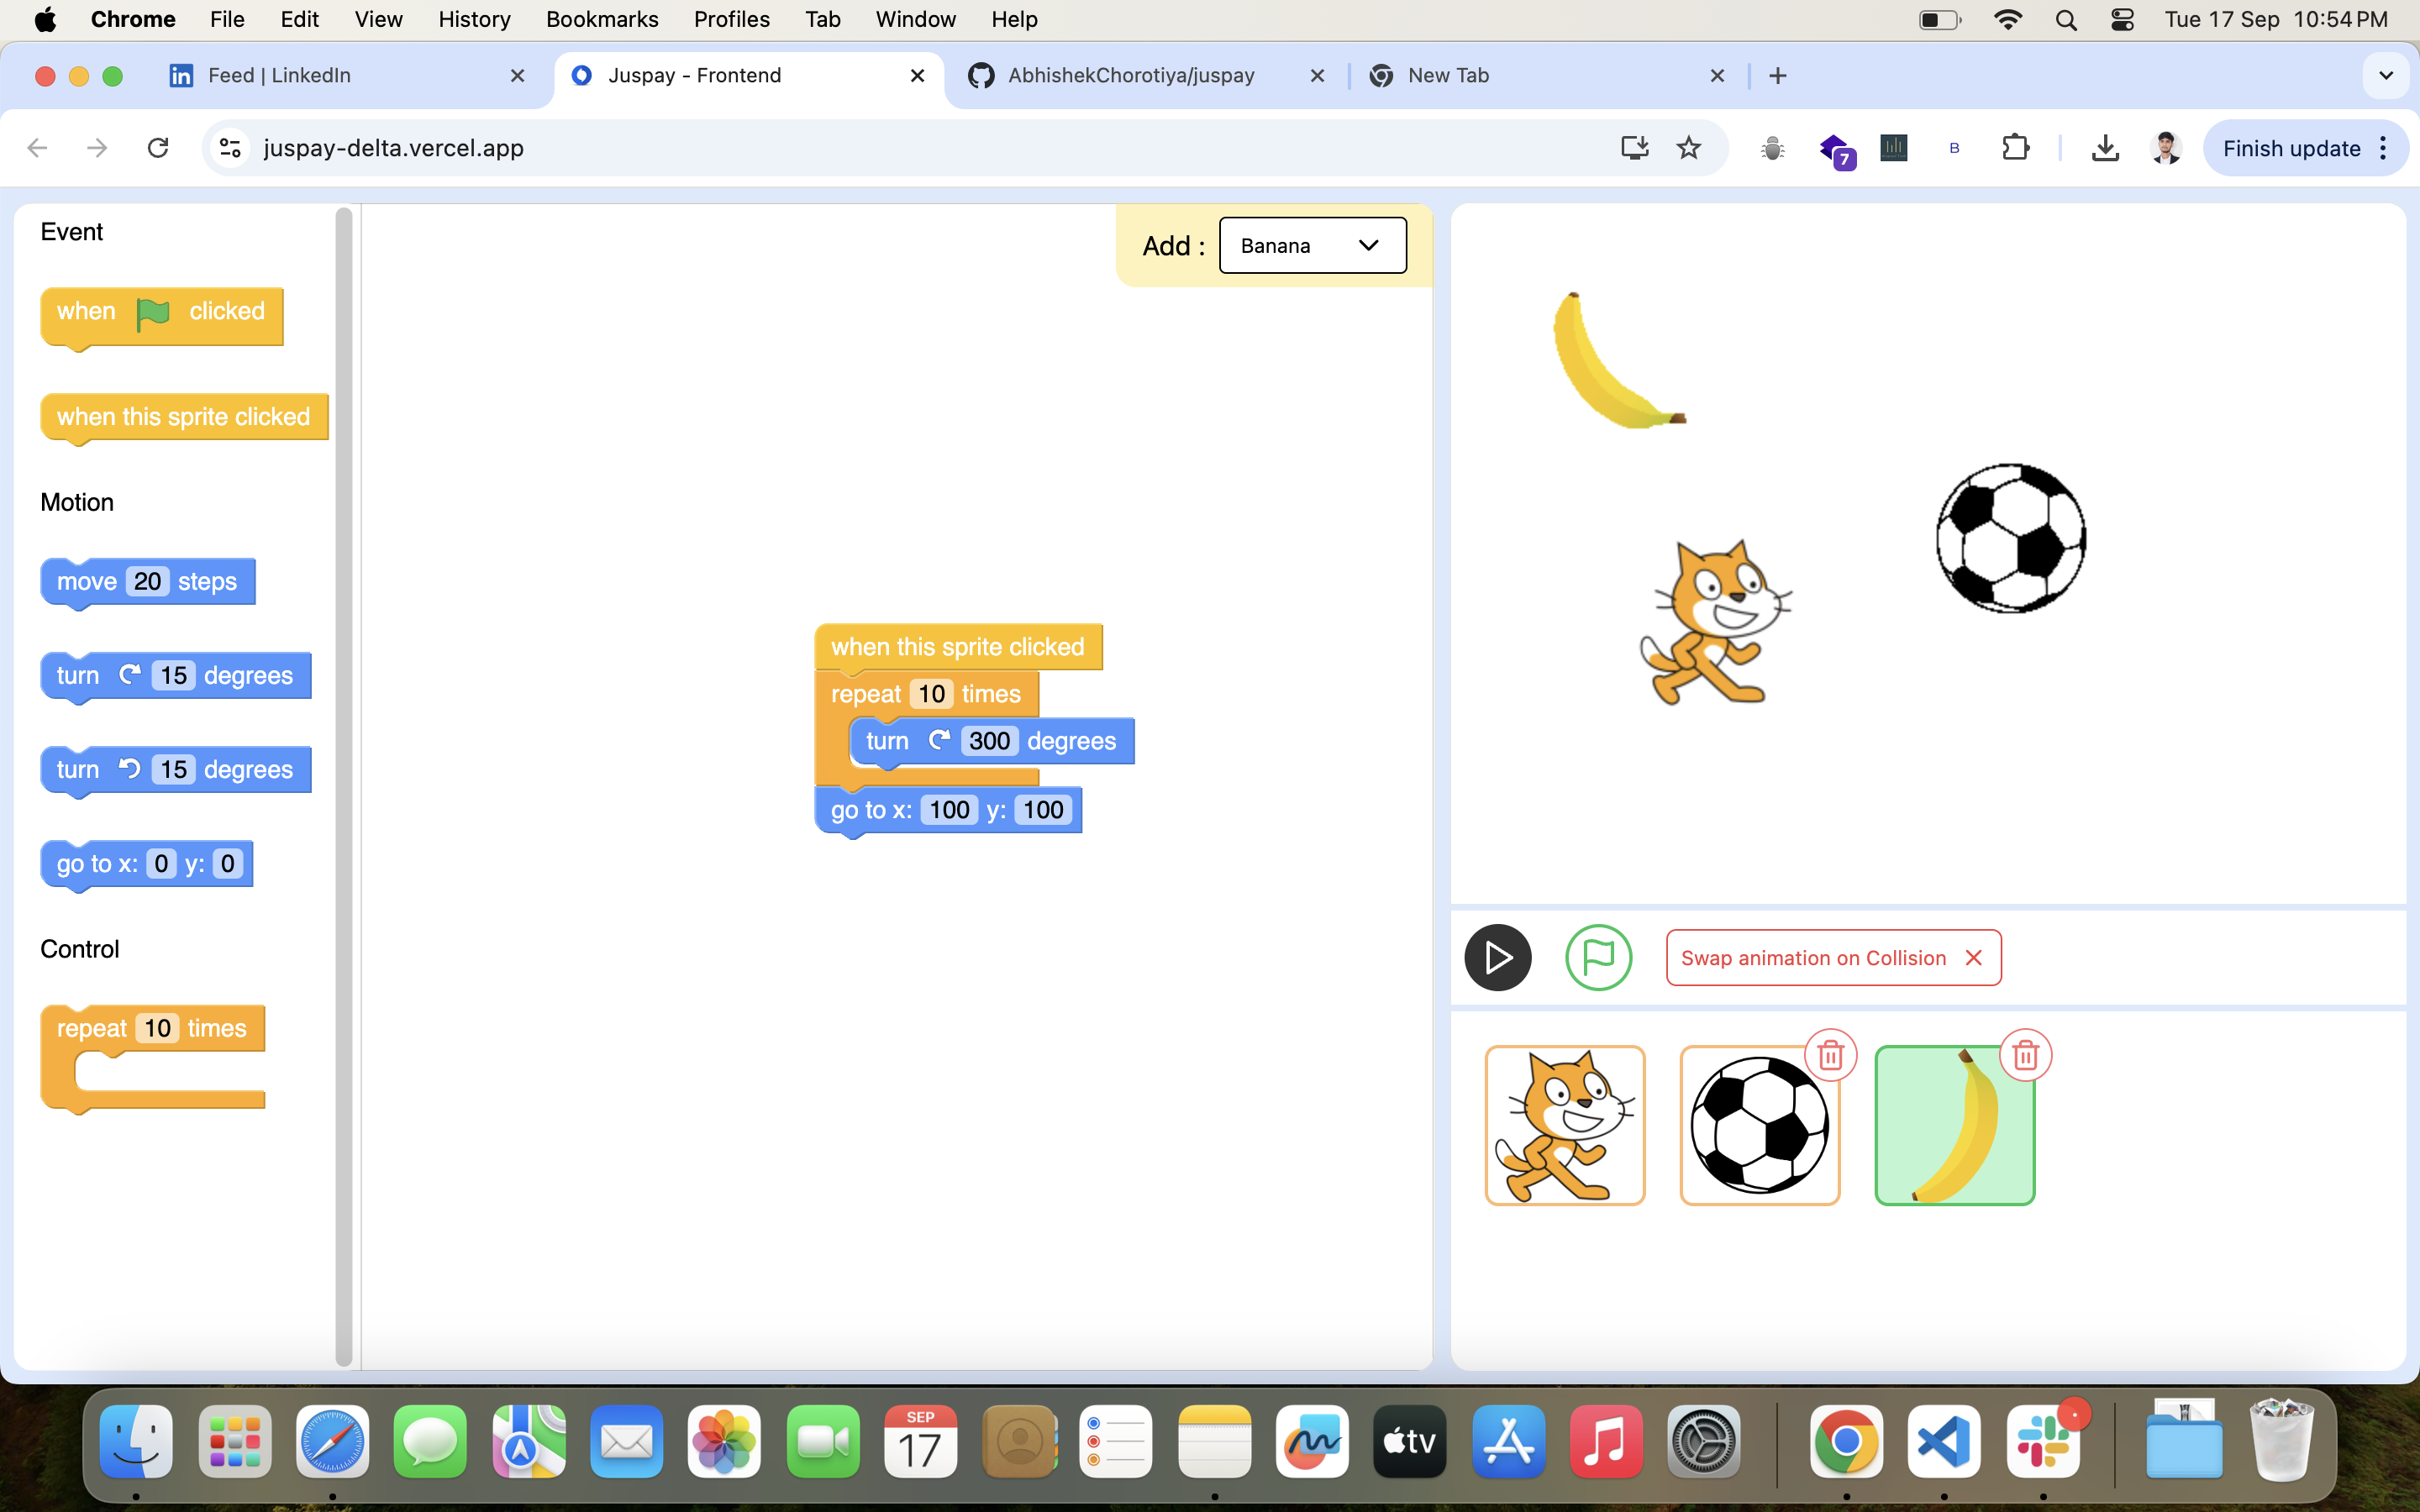 Chrome File Edit View History Bookmarks Profiles Tab Window Help Tue 17 Sep 10:54 PM
in Feed | LinkedIn
Juspay - Frontend
AbhishekChorotiya/juspay
New Tab
juspay-delta.vercel.app
7
B
Finish update
Event
when clicked
when this sprite clicked
Motion
move 20 steps
turn 15 degrees
turn 15 degrees
go to x: 0 y: 0
Control
repeat 10 times
Add : Banana
when this sprite clicked
repeat 10 times
turn 300 degrees
go to x: 100 y: 100
Swap animation on Collision
SEP
17
tv